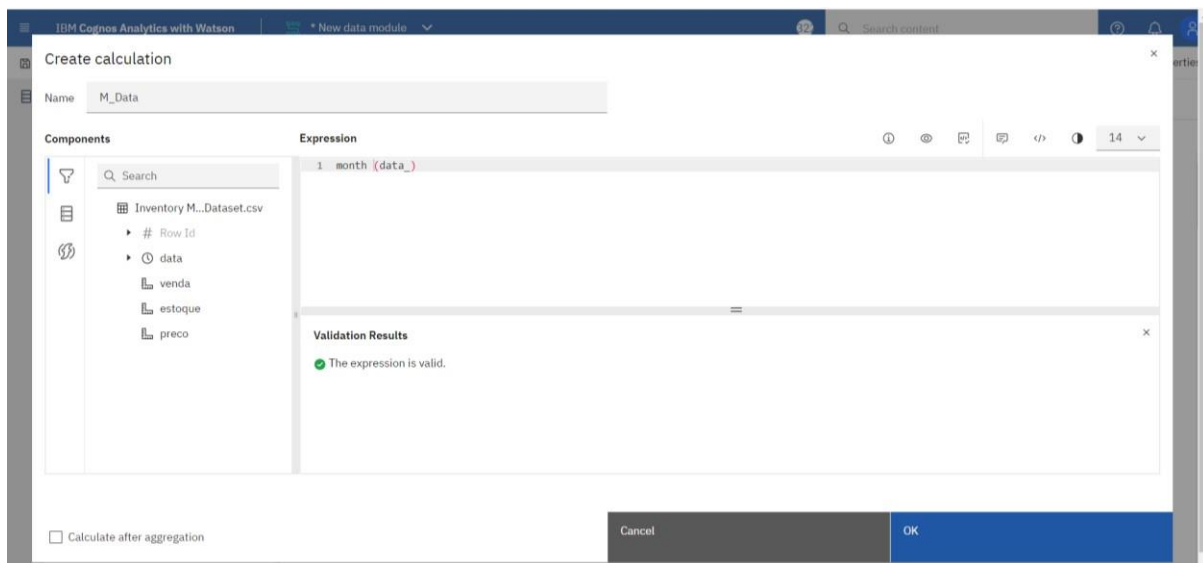 IBM Cognos Analytics with Watson
* New data module
Search content
Create calculation
erties
Name
M_Data
Components
Expression
14
Search
1 month (data_)
Inventory M...Dataset.csv
# Row Id
data
venda
estoque
preco
Validation Results
The expression is valid.
Calculate after aggregation
Cancel
OK